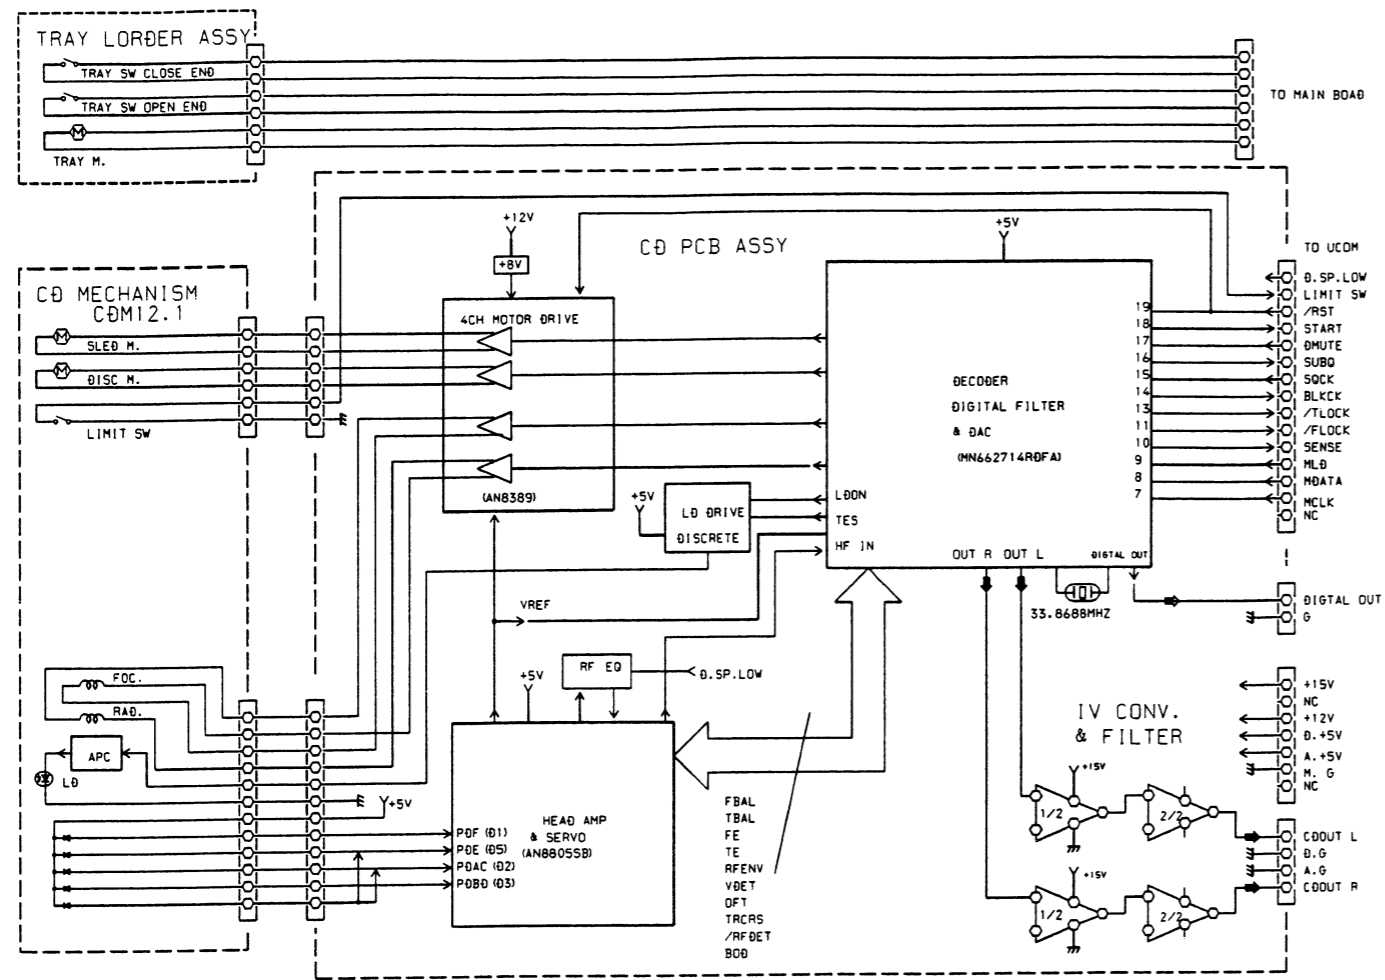 TRAY LORDER ASSY
TRAY SW CLOSE END
TRAY SW OPEN END
M
TRAY M.
TO MAIN BOAD
CD PCB ASSY
+12V
+8V
+5V
TO UCOM
CD MECHANISM
CDM12.1
M
SLED M.
M
DISC M.
LIMIT SW
4CH MOTOR DRIVE
(AN8389)
DECODER
DIGITAL FILTER
& DAC
(MN662714RDFA)
19
18
17
16
15
14
13
11
10
9
8
7
D.SP.LOW
LIMIT SW
/RST
START
DMUTE
SUBQ
SQCK
BLKCK
/TLOCK
/FLOCK
SENSE
MLD
MDATA
MCLK
NC
+5V
LD DRIVE
DISCRETE
LDON
TES
HF IN
OUT R
OUT L
DIGTAL OUT
33.8688MHZ
DIGTAL OUT
G
VREF
+5V
RF EQ
D.SP.LOW
FOC.
RAD.
APC
LD
+5V
PDF (D1)
PDE (D5)
PDAC (D2)
PDBD (D3)
HEAD AMP
& SERVO
(AN8805SB)
FBAL
TBAL
FE
TE
RFENV
VDET
OFT
TRCRS
/RFDET
BDO
IV CONV.
& FILTER
+15V
NC
+12V
D.+5V
A.+5V
M. G
NC
+15V
1/2
2/2
CDOUT L
D.G
A.G
CDOUT R
+15V
1/2
2/2